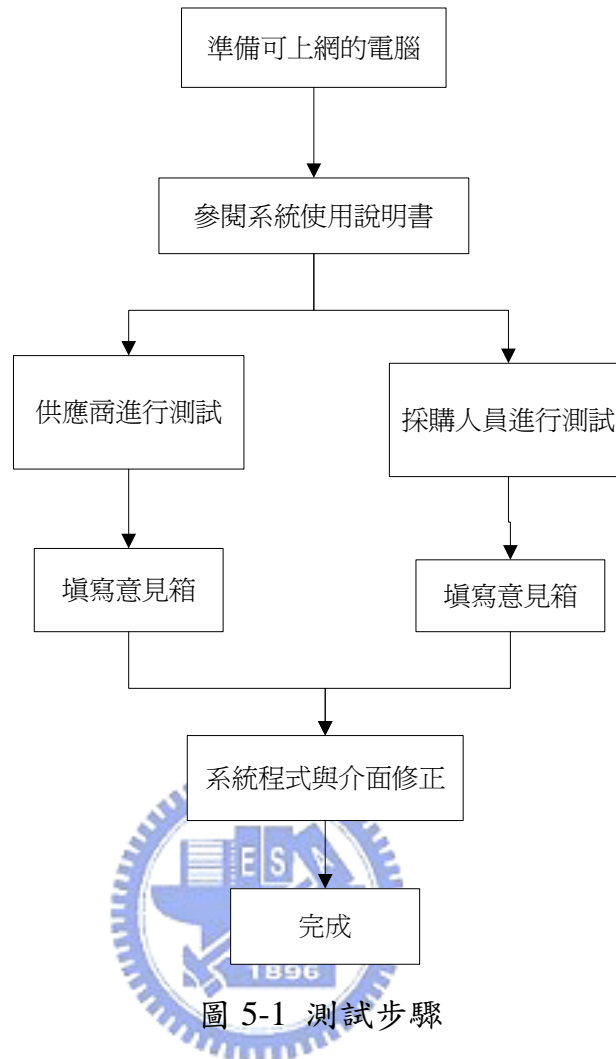 準備可上網的電腦
參閱系統使用說明書
供應商進行測試
採購人員進行測試
填寫意見箱
填寫意見箱
系統程式與介面修正
E S
1896
完成
圖 5-1 測試步驟